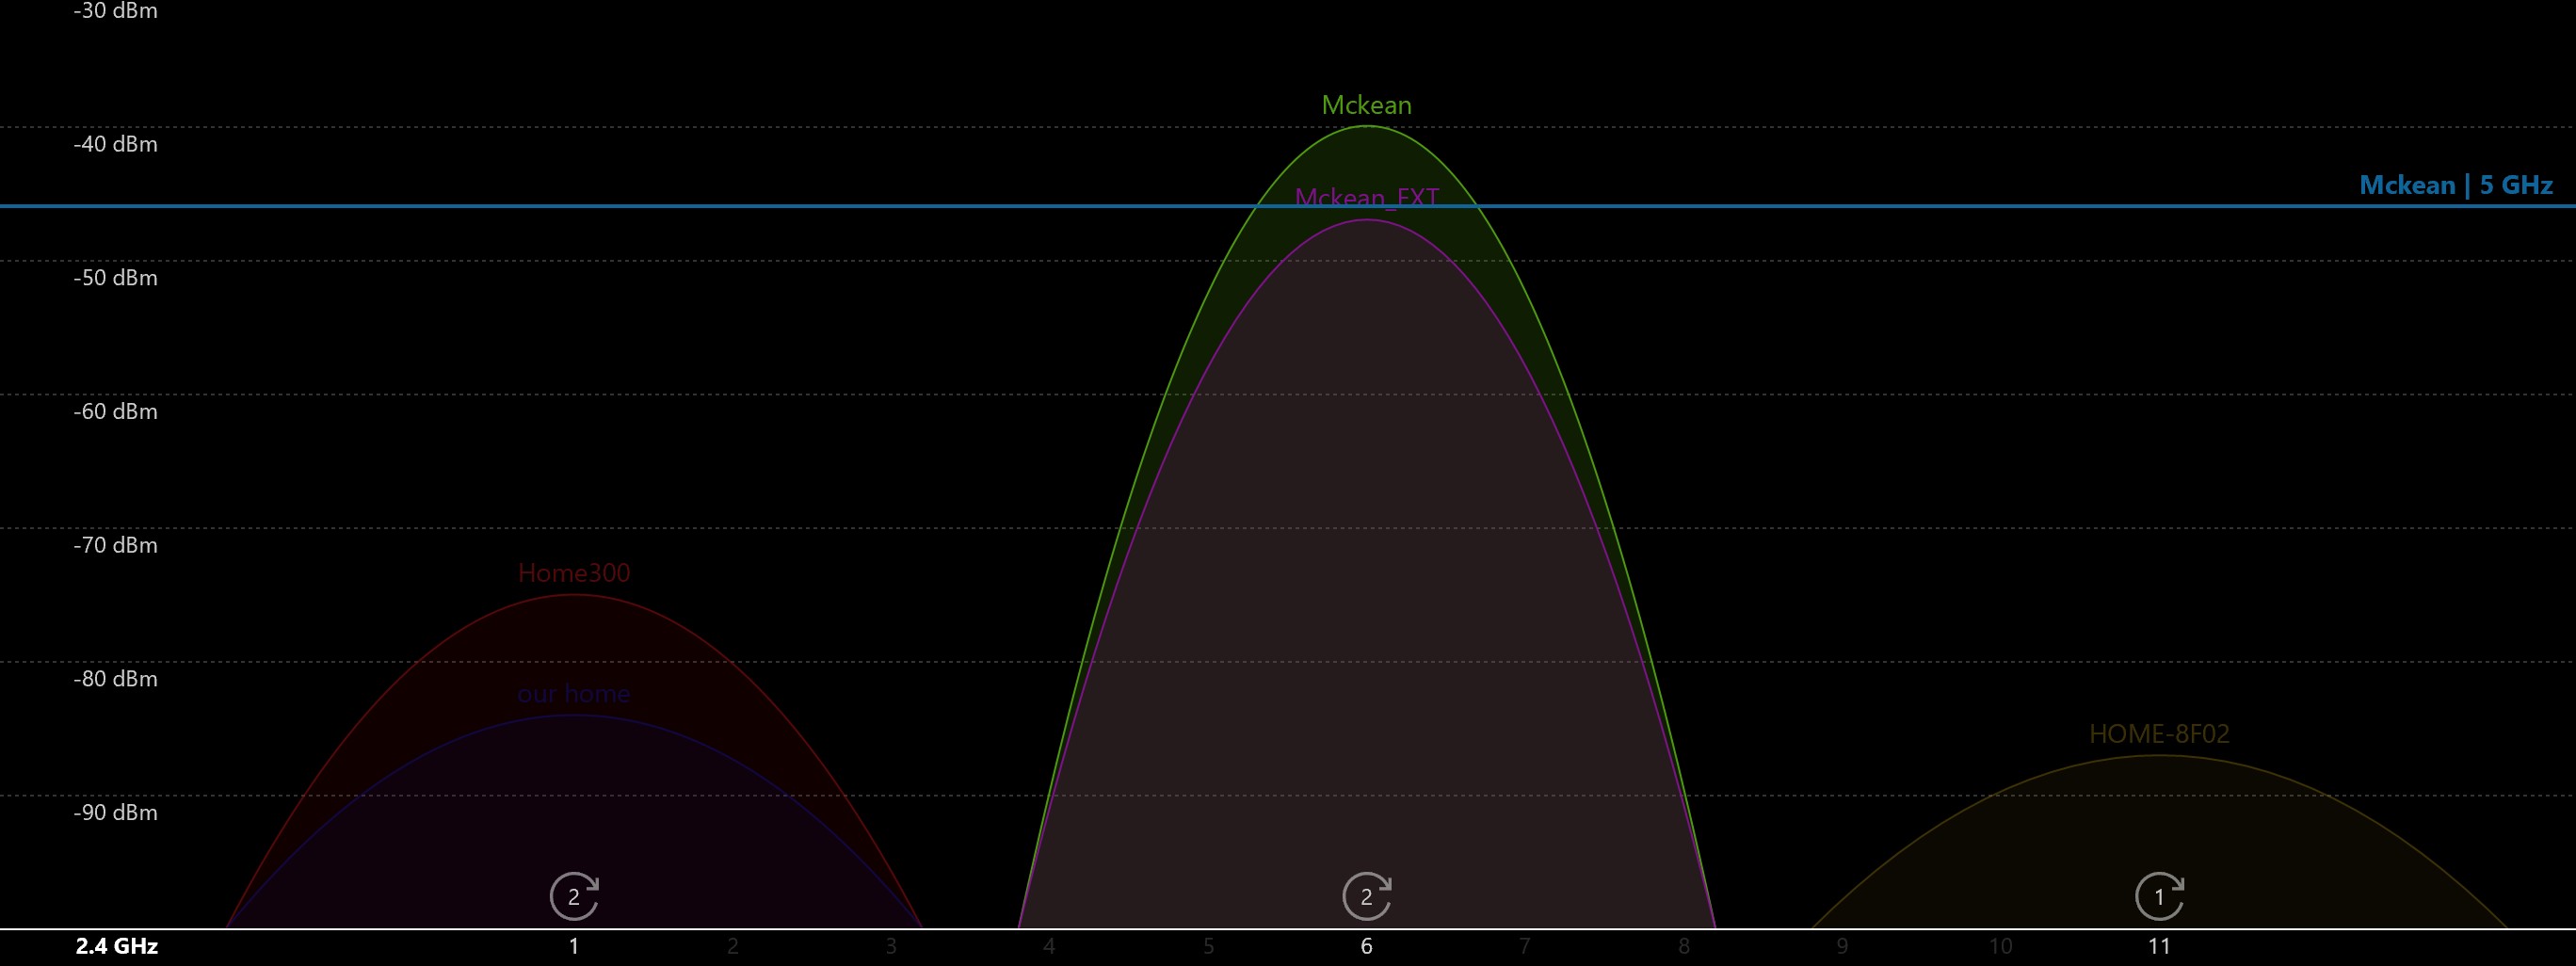 -30 dBm
Mckean
-40 dBm
Mckean | 5 GHz
Mckean_EXT
-50 dBm
-60 dBm
-70 dBm
Home300
-80 dBm
our home
HOME-8F02
-90 dBm
2 2 1
2.4 GHz 1 2 3 4 5 6 7 8 9 10 11